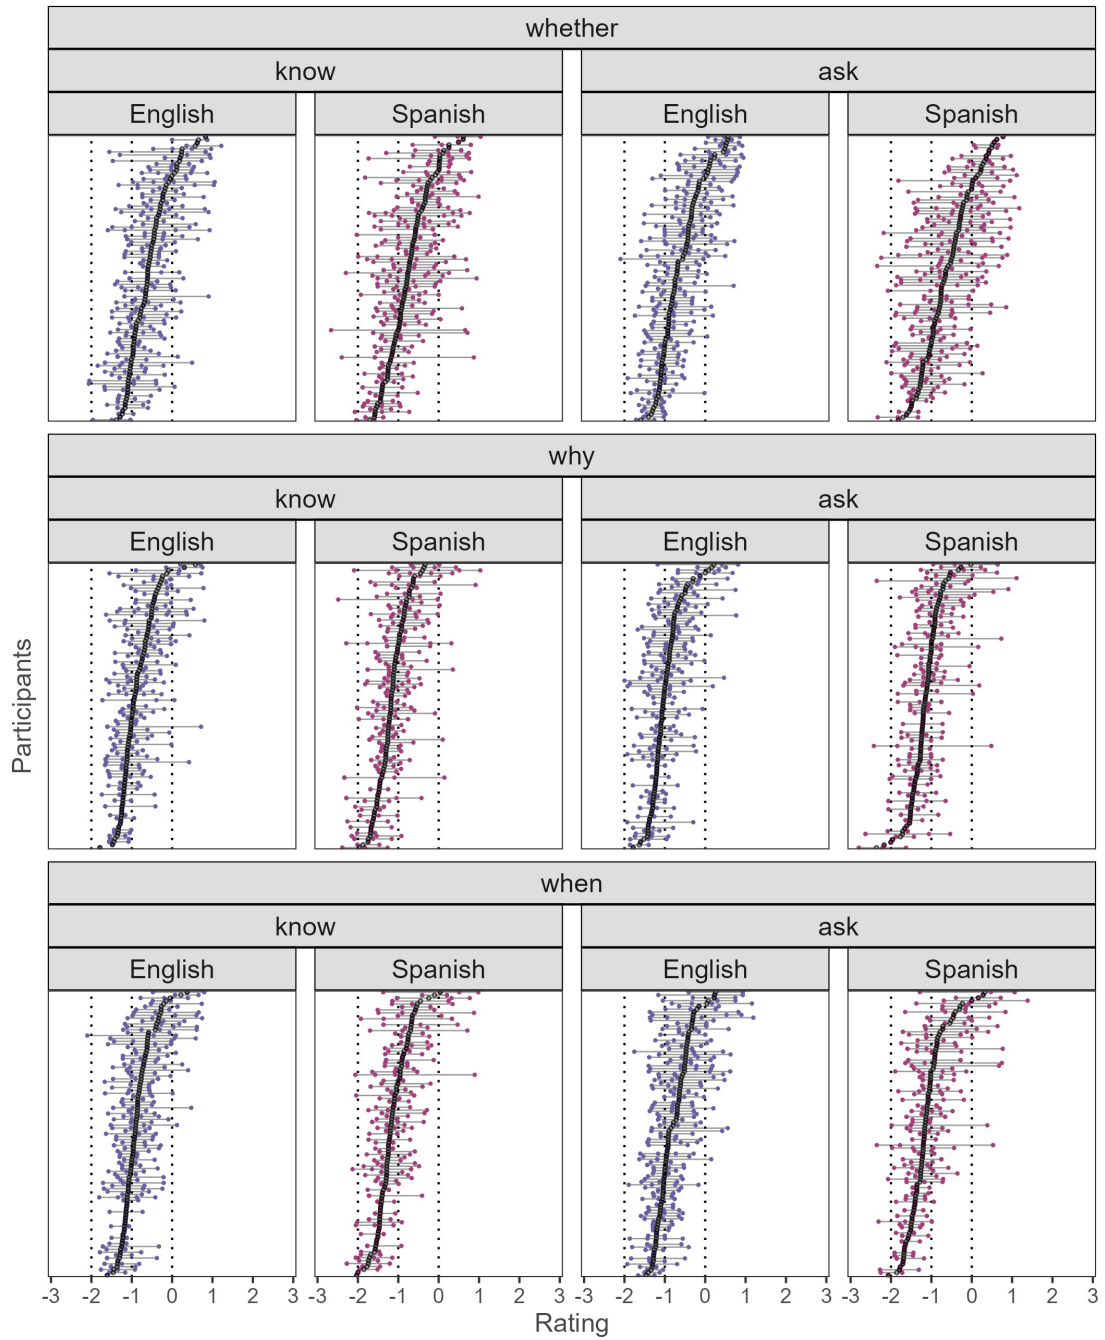 whether
know ask
English Spanish English Spanish
why
know ask
English Spanish English Spanish
when
know ask
English Spanish English Spanish
Participants
-3 -2 -1 0 1 2 3 -3 -2 -1 0 1 2 3 -3 -2 -1 0 1 2 3 -3 -2 -1 0 1 2 3
Rating